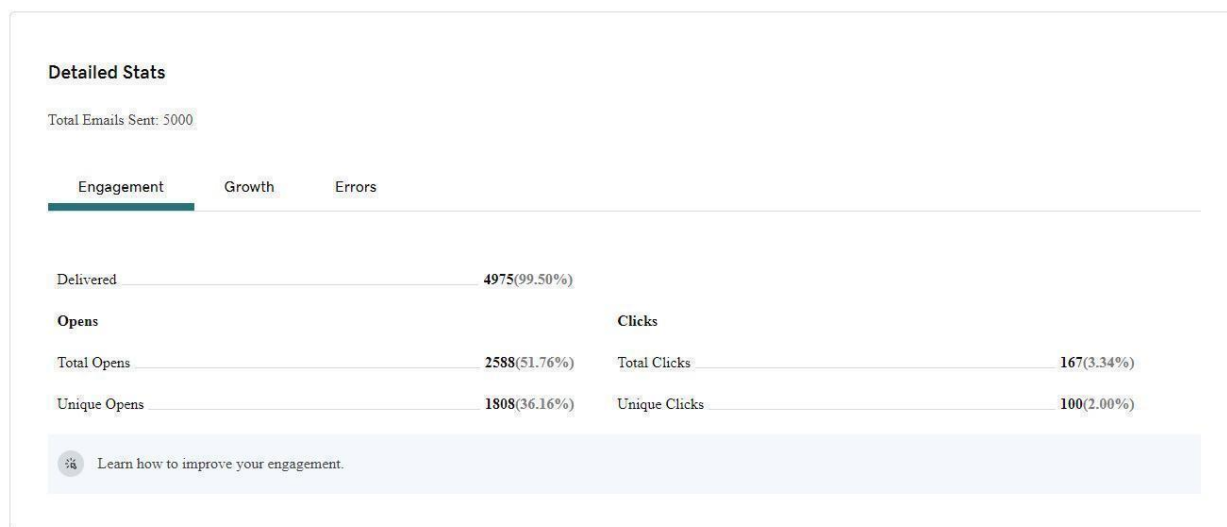 Detailed Stats
Total Emails Sent: 5000
Engagement Growth Errors
Delivered 4975(99.50%)
Opens Clicks
Total Opens 2588(51.76%) Total Clicks 167(3.34%)
Unique Opens 1808(36.16%) Unique Clicks 100(2.00%)
Learn how to improve your engagement.